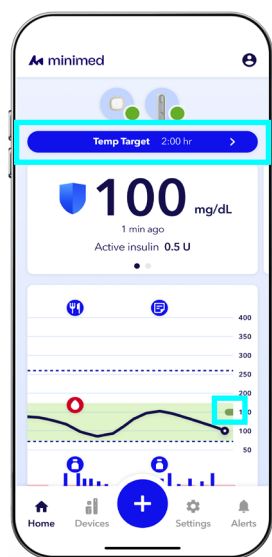 minimed
Temp Target 2:00 hr
100 mg/dL
1 min ago
Active insulin 0.5 U
400
350
300
250
200
150
100
50
Home Devices + Settings Alerts